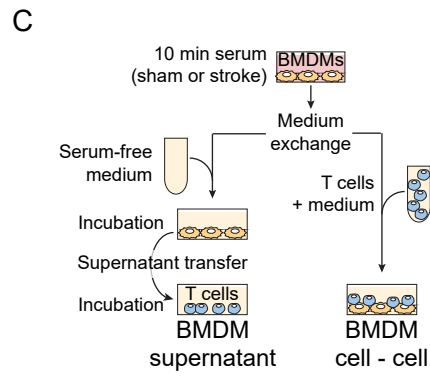 C
10 min serum
(sham or stroke)
BMDMs
Medium
exchange
Serum-free
medium
T cells
+ medium
Incubation
Supernatant transfer
Incubation
T cells
BMDM
supernatant
BMDM
cell - cell